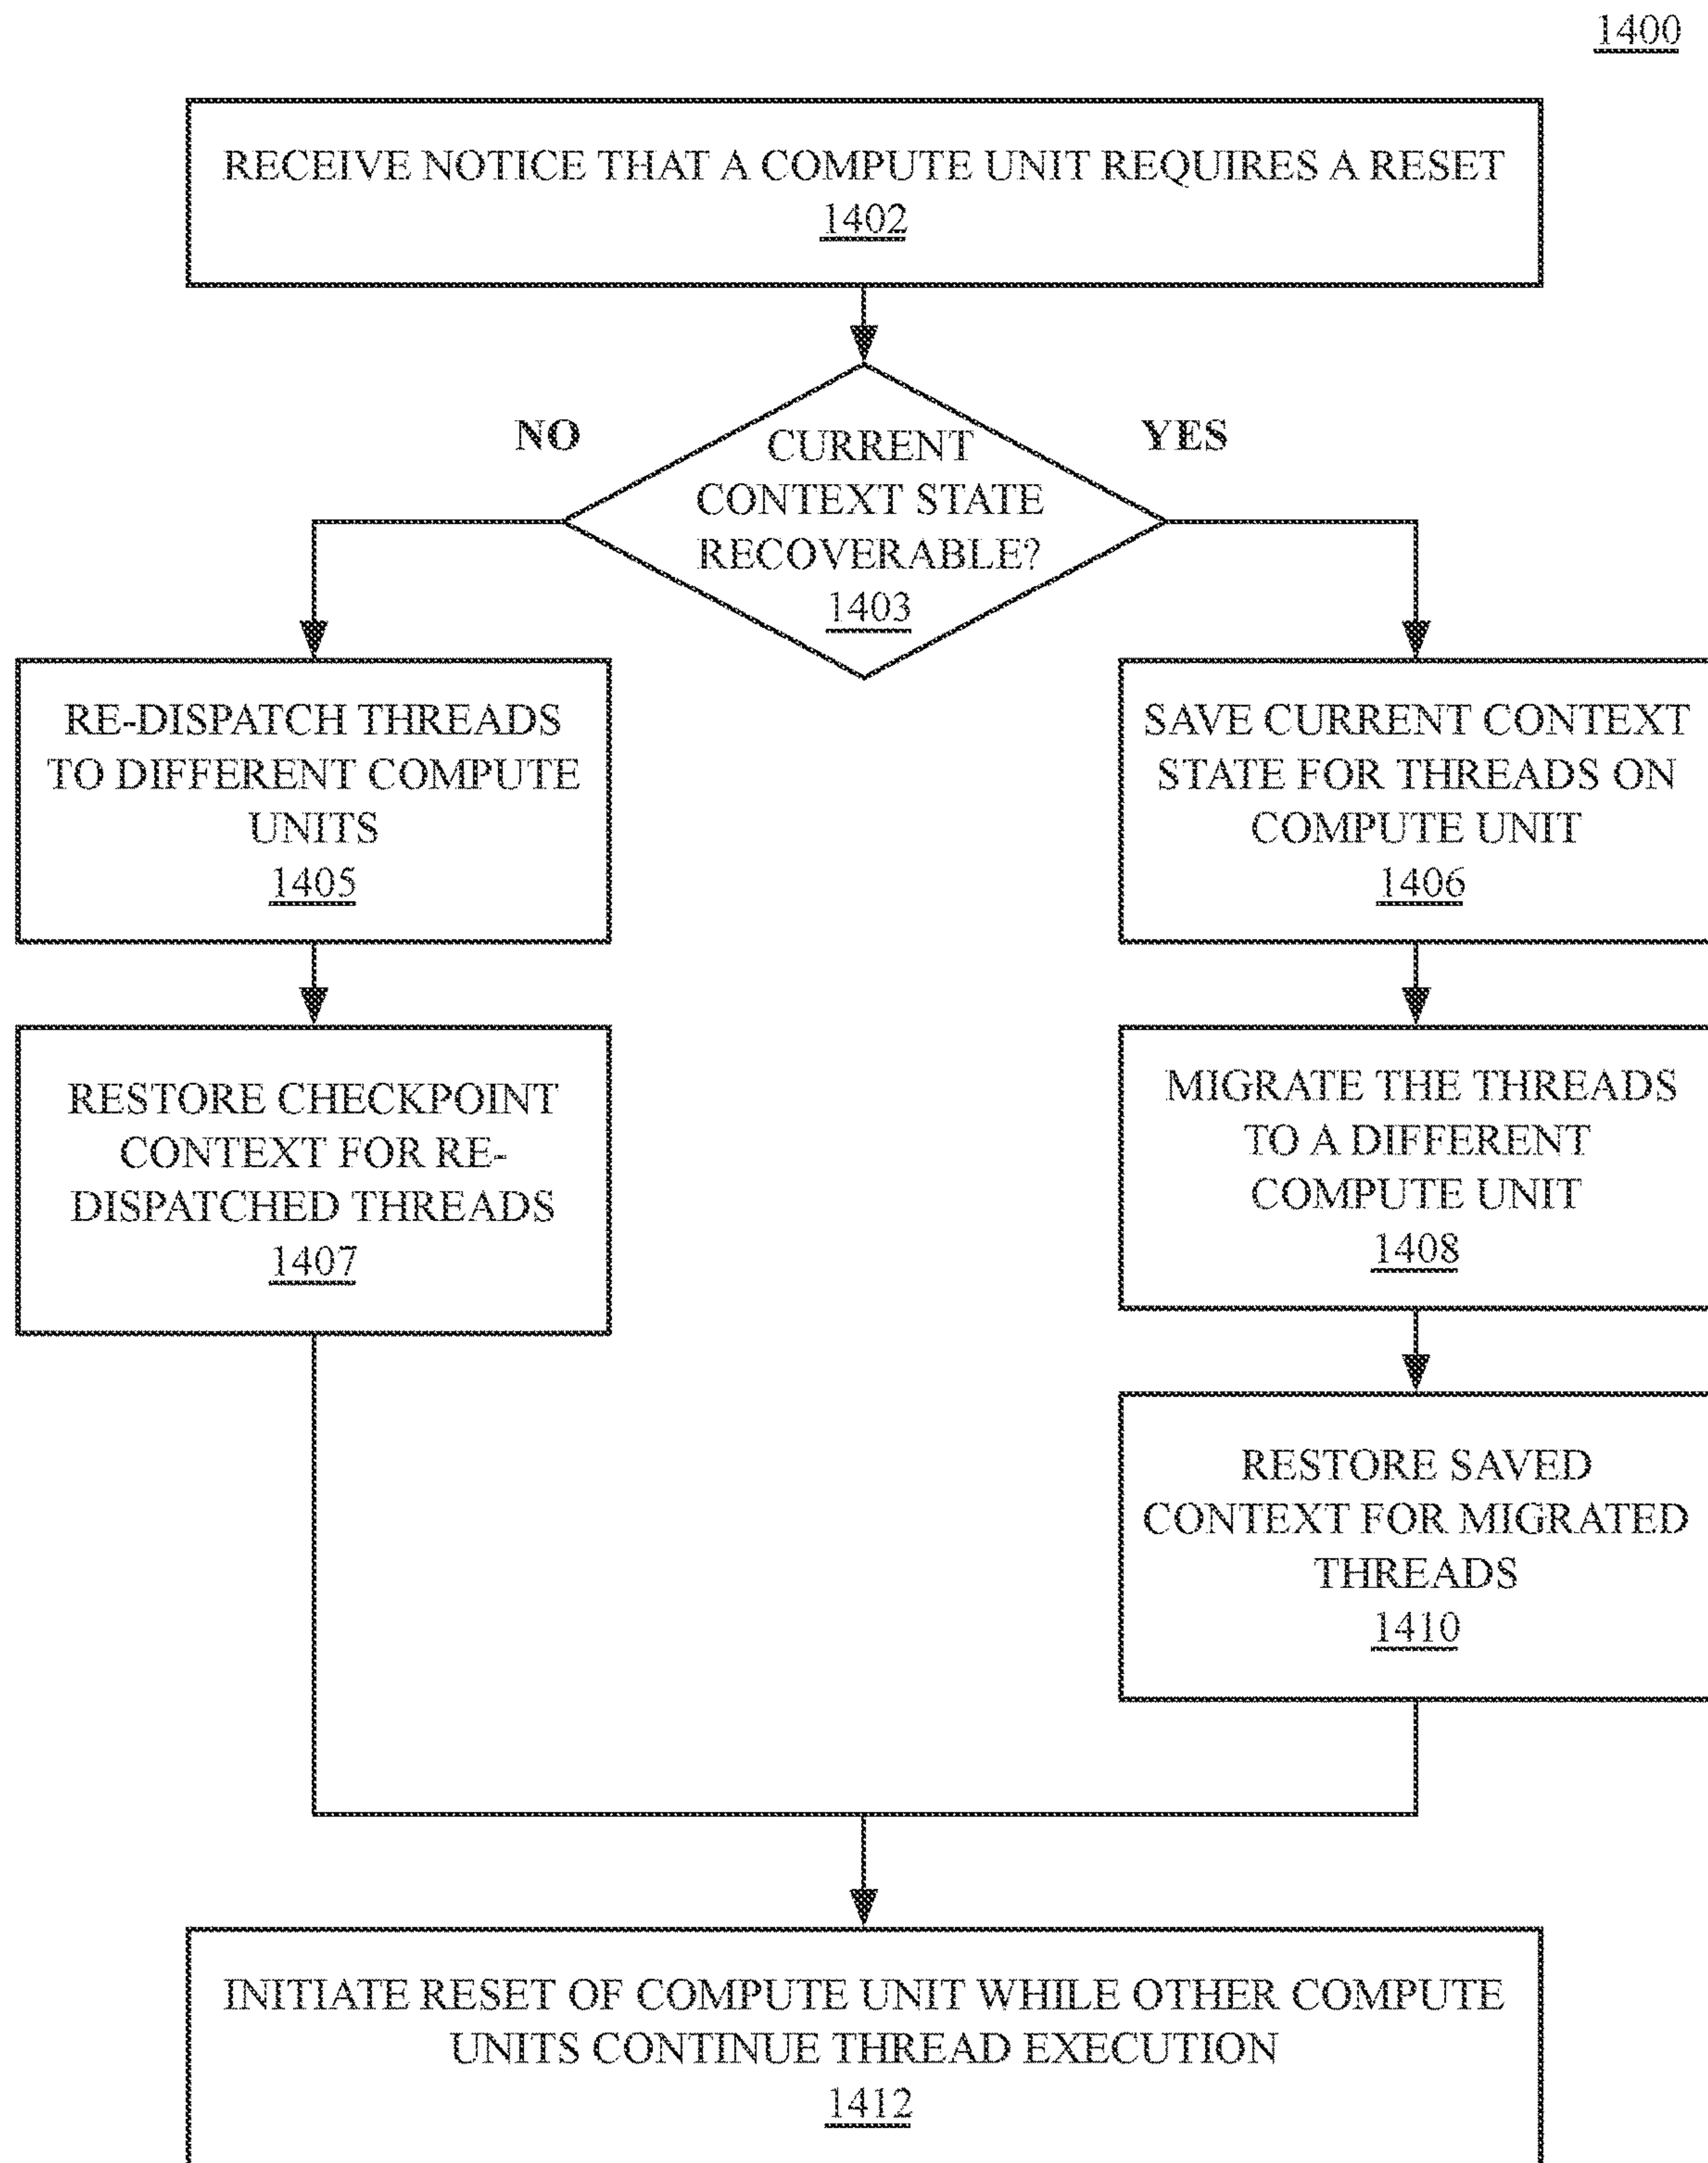 1400
RECEIVE NOTICE THAT A COMPUTE UNIT REQUIRES A RESET
1402
NO
YES
CURRENT
CONTEXT STATE
RECOVERABLE?
1403
RE-DISPATCH THREADS
TO DIFFERENT COMPUTE
UNITS
1405
SAVE CURRENT CONTEXT
STATE FOR THREADS ON
COMPUTE UNIT
1406
RESTORE CHECKPOINT
CONTEXT FOR RE-
DISPATCHED THREADS
1407
MIGRATE THE THREADS
TO A DIFFERENT
COMPUTE UNIT
1408
RESTORE SAVED
CONTEXT FOR MIGRATED
THREADS
1410
INITIATE RESET OF COMPUTE UNIT WHILE OTHER COMPUTE
UNITS CONTINUE THREAD EXECUTION
1412